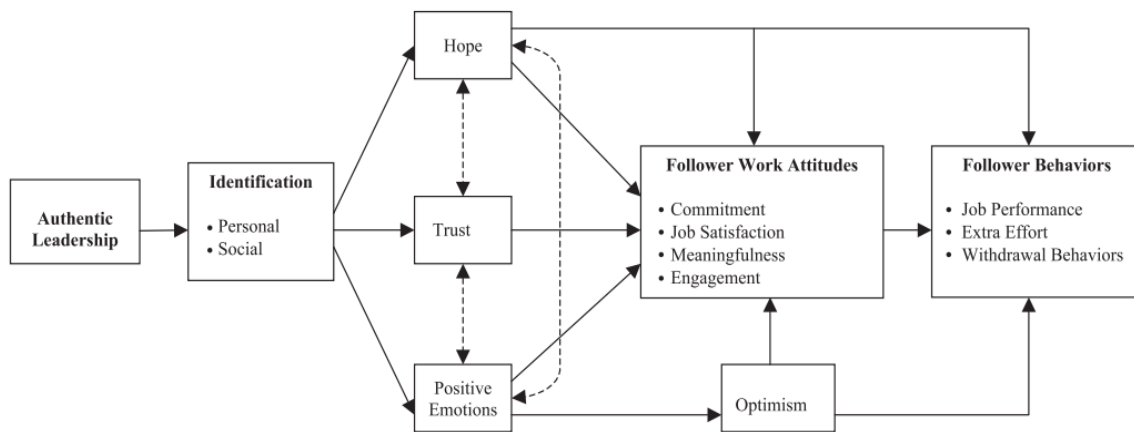 Hope
Authentic
Leadership
Identification
• Personal
• Social
Trust
Positive
Emotions
Follower Work Attitudes
• Commitment
• Job Satisfaction
• Meaningfulness
• Engagement
Optimism
Follower Behaviors
• Job Performance
• Extra Effort
• Withdrawal Behaviors